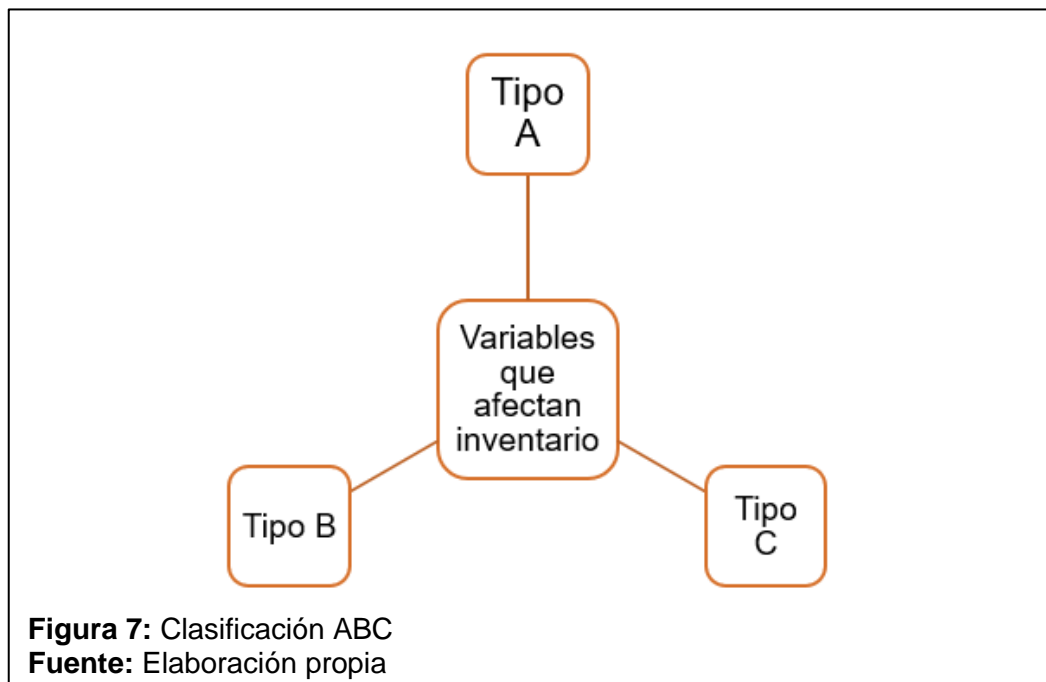 Tipo
A
Variables
que
afectan
inventario
Tipo B
Tipo
C
Figura 7: Clasificación ABC
Fuente: Elaboración propia